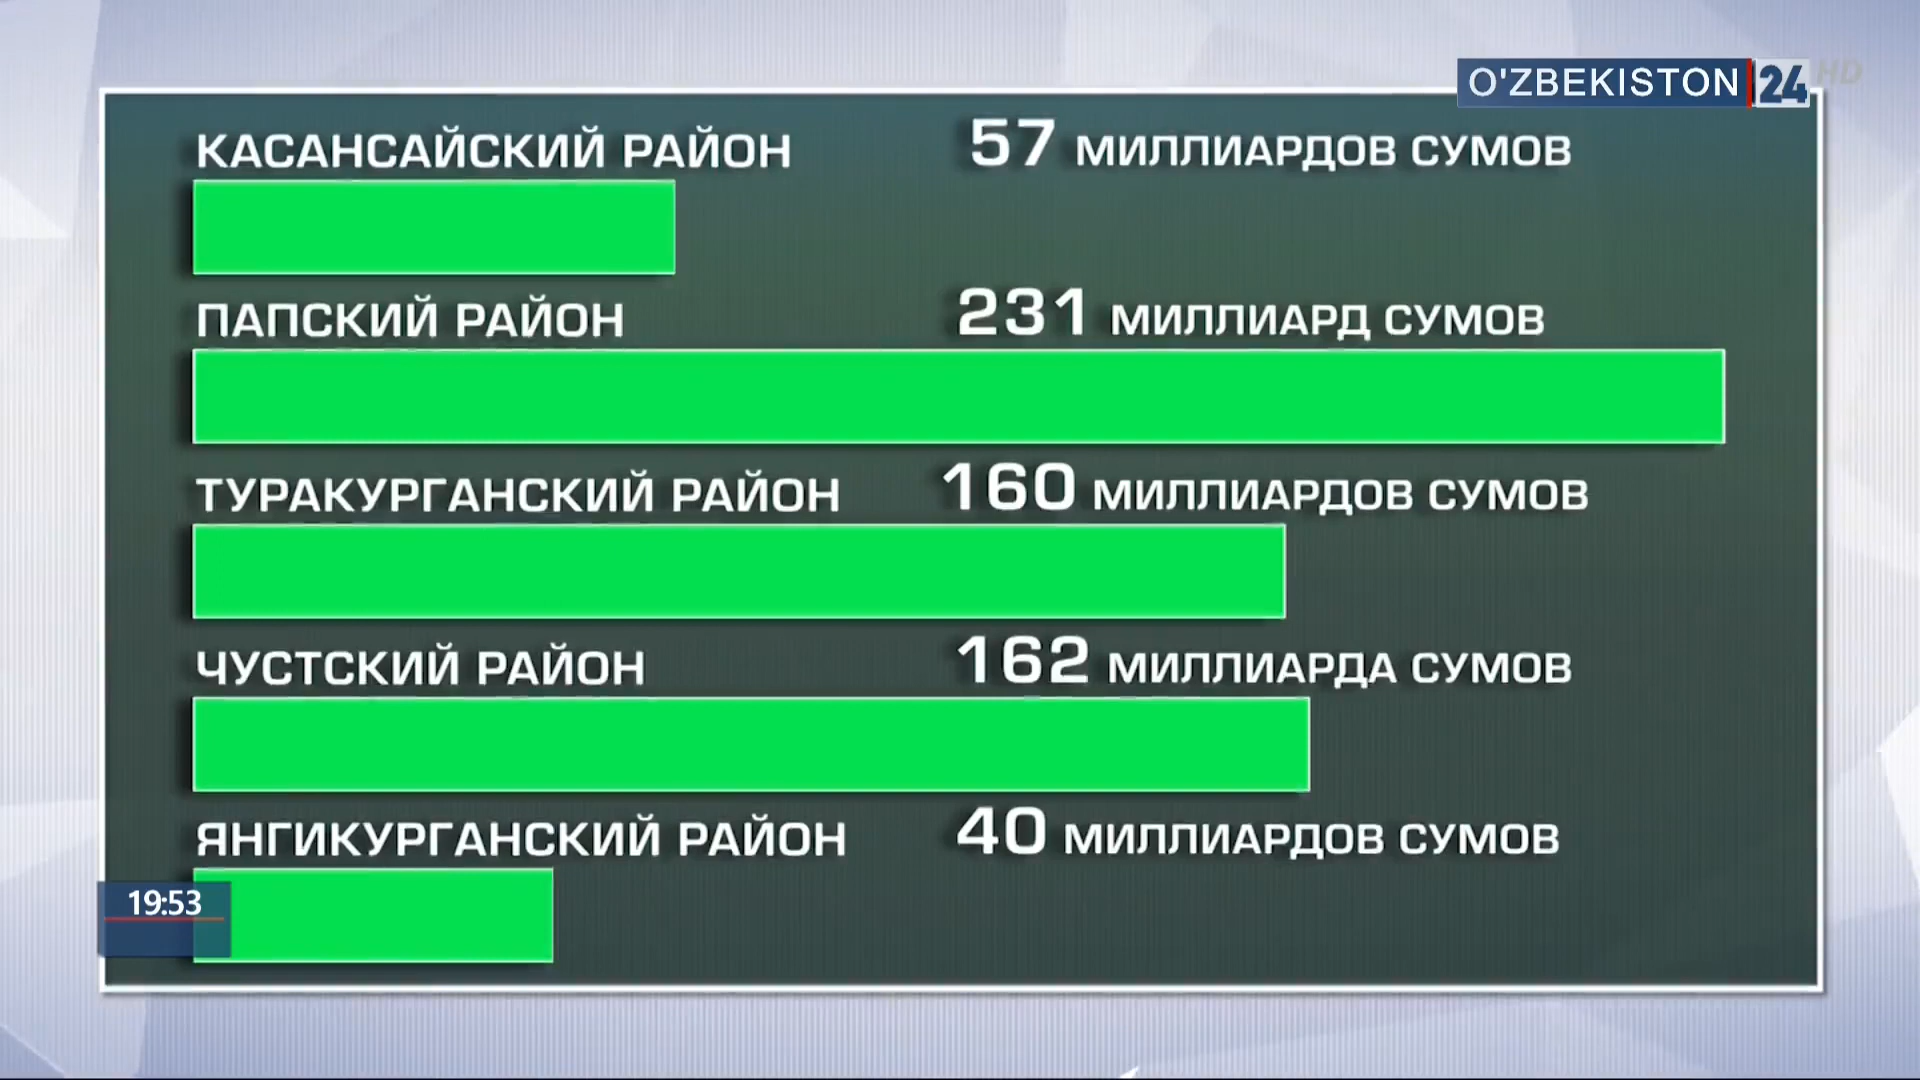 O'ZBEKISTON 24 HD
КАСАНСАЙСКИЙ РАЙОН 57 МИЛЛИАРДОВ СУМОВ
ПАПСКИЙ РАЙОН 231 МИЛЛИАРД СУМОВ
ТУРАКУРГАНСКИЙ РАЙОН 160 МИЛЛИАРДОВ СУМОВ
ЧУСТСКИЙ РАЙОН 162 МИЛЛИАРДА СУМОВ
ЯНГИКУРГАНСКИЙ РАЙОН 40 МИЛЛИАРДОВ СУМОВ
19:53